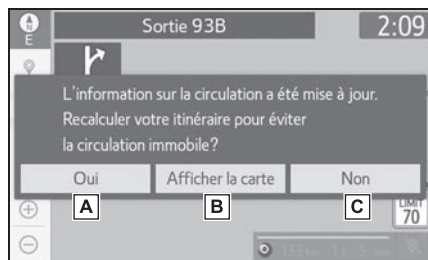 E
Sortie 93B
2:09
L'information sur la circulation a été mise à jour.
Recalculer votre itinéraire pour éviter
la circulation immobile?
Oui
Afficher la carte
Non
A
B
C
LIMIT
70